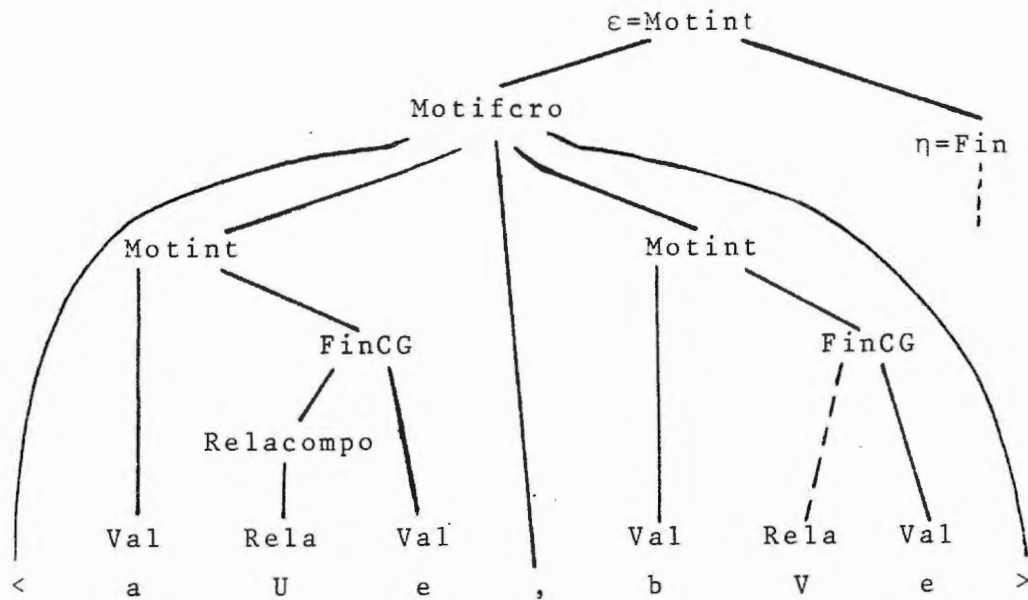 ε=Motint
Motifcro
η=Fin
Motint Motint
FinCG FinCG
Relacompo
Val Rela Val Val Rela Val
< a U e , b V e >